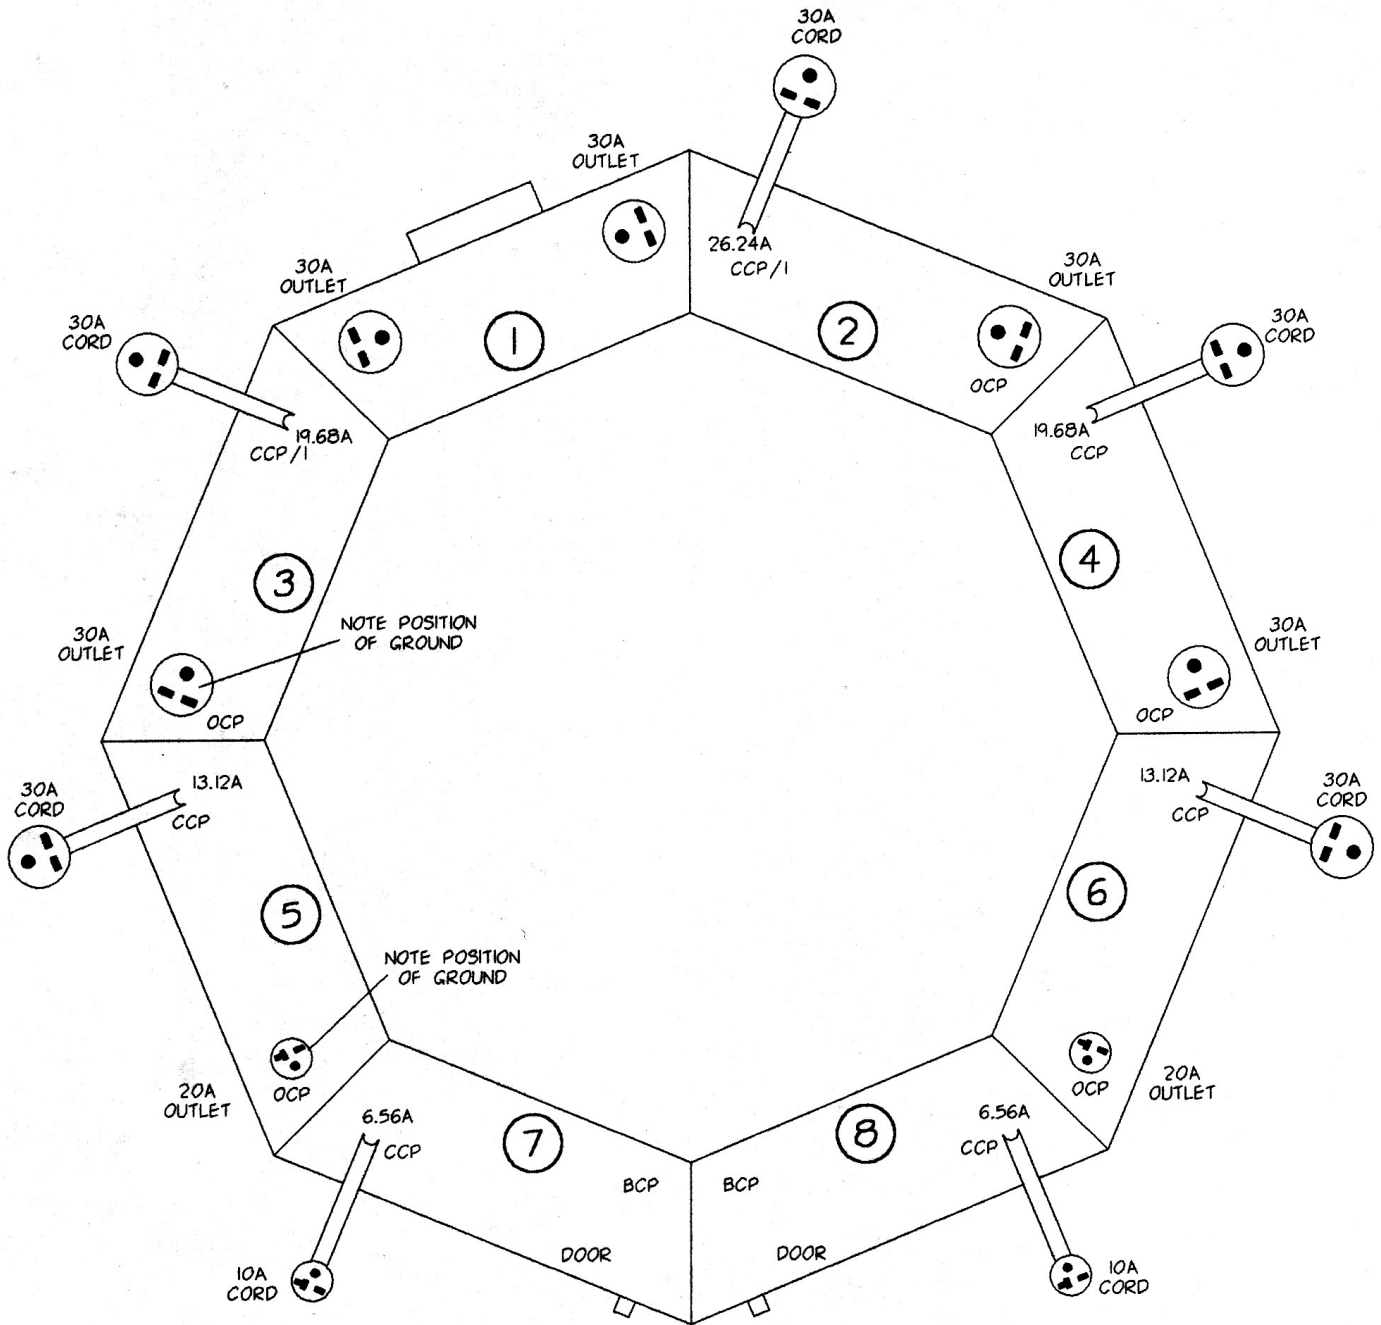 30A
CORD
30A
OUTLET
26.24A
CCP/1
30A
OUTLET
30A
OUTLET
30A
CORD
30A
CORD
1
2
OCP
19.68A
CCP/1
19.68A
CCP
3
4
NOTE POSITION
OF GROUND
30A
OUTLET
30A
OUTLET
OCP
OCP
30A
CORD
13.12A
CCP
13.12A
CCP
30A
CORD
5
6
NOTE POSITION
OF GROUND
20A
OUTLET
OCP
OCP
20A
OUTLET
6.56A
CCP
7
8
6.56A
CCP
BCP
BCP
DOOR
DOOR
10A
CORD
10A
CORD